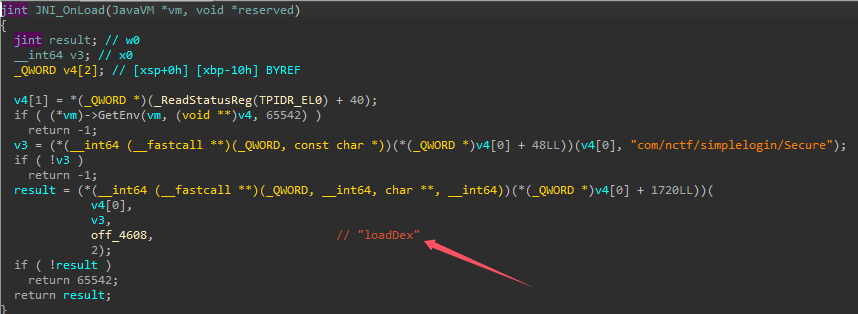 jint JNI_OnLoad(JavaVM *vm, void *reserved)
{
  jint result; // w0
  __int64 v3; // x0
  _QWORD v4[2]; // [xsp+0h] [xbp-10h] BYREF

  v4[1] = *(_QWORD *)(_ReadStatusReg(TPIDR_EL0) + 40);
  if ( (*vm)->GetEnv(vm, (void **)v4, 65542) )
    return -1;
  v3 = (*(__int64 (__fastcall **)(_QWORD, const char *))(*(_QWORD *)v4[0] + 48LL))(v4[0], "com/nctf/simplelogin/Secure");
  if ( !v3 )
    return -1;
  result = (*(__int64 (__fastcall **)(_QWORD, __int64, char **, __int64))(*(_QWORD *)v4[0] + 1720LL))(
             v4[0],
             v3,
             off_4608,                          // "loadDex"
             2);
  if ( !result )
    return 65542;
  return result;
}